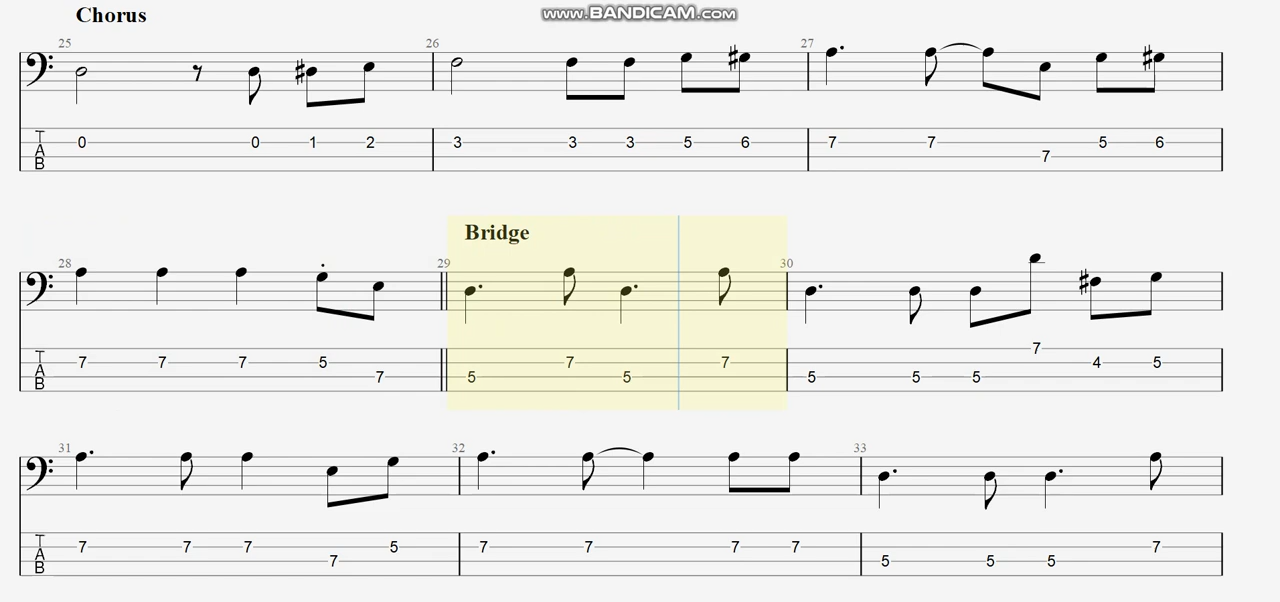 www.BANDICAM.com
Chorus
25 26 27
T 0 0 1 2 3 3 3 5 6 7 7 7 5 6
A
B
Bridge
28 29 30
T 7 7 7 5 7 5 7 5 7 5 5 5 7 4 5
A
B
31 32 33
T 7 7 7 7 5 7 7 7 7 5 5 5 7
A
B